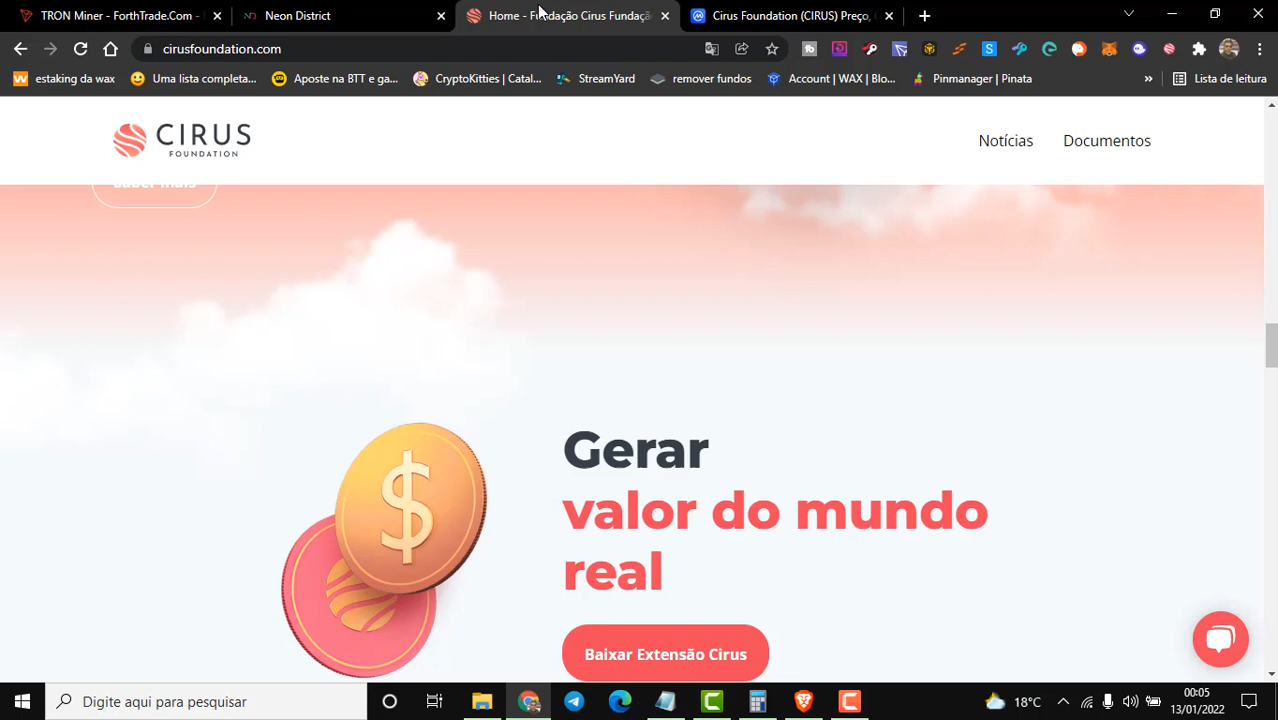 TRON Miner - ForthTrade.Com -
Neon District
Home - Fundação Cirus Fundaçã
Cirus Foundation (CIRUS) Preço,
cirusfoundation.com
estaking da wax
Uma lista completa...
Aposte na BTT e ga...
CryptoKitties | Catal...
StreamYard
remover fundos
Account | WAX | Blo...
Pinmanager | Pinata
»
Lista de leitura
CIRUS
FOUNDATION
Notícias
Documentos
Saber mais
Gerar
valor do mundo
real
Baixar Extensão Cirus
Digite aqui para pesquisar
18°C
00:05
13/01/2022